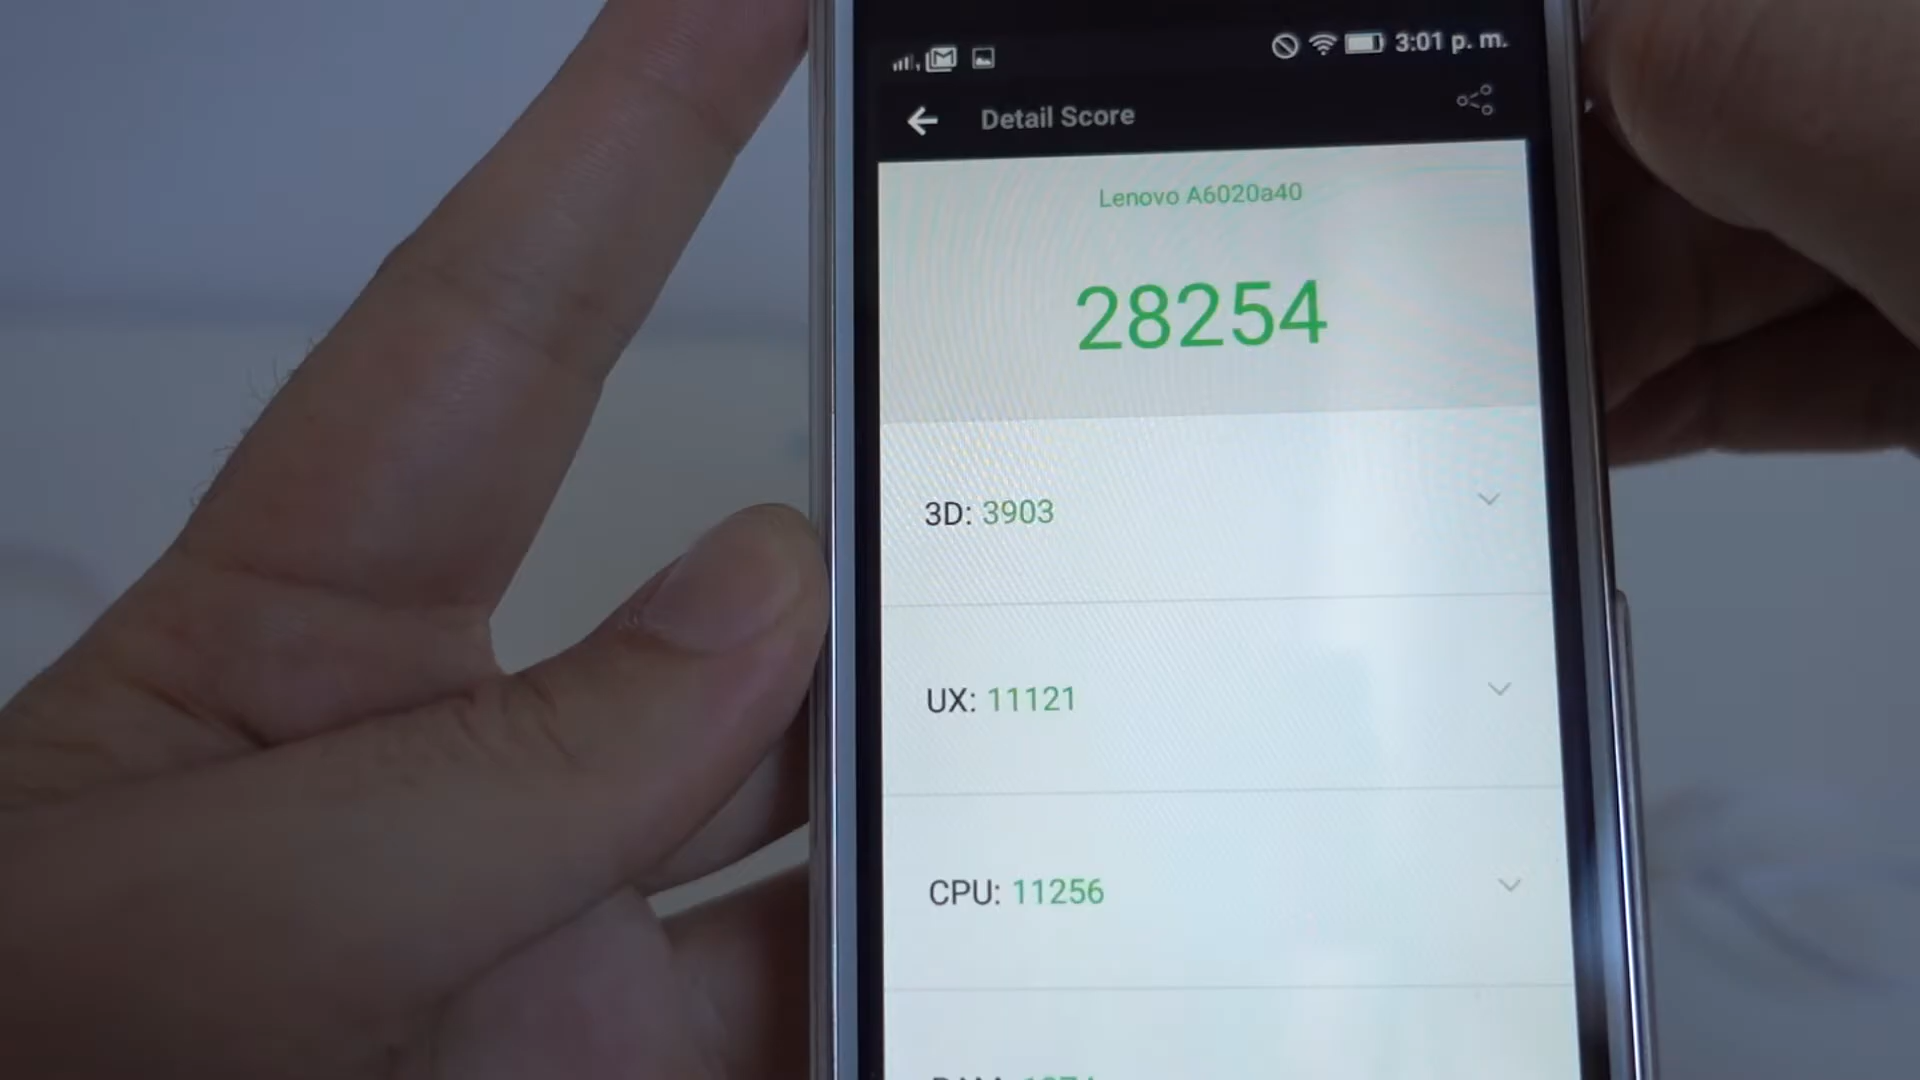 3:01 p. m.
Detail Score
Lenovo A6020a40
28254
3D: 3903
UX: 11121
CPU: 11256